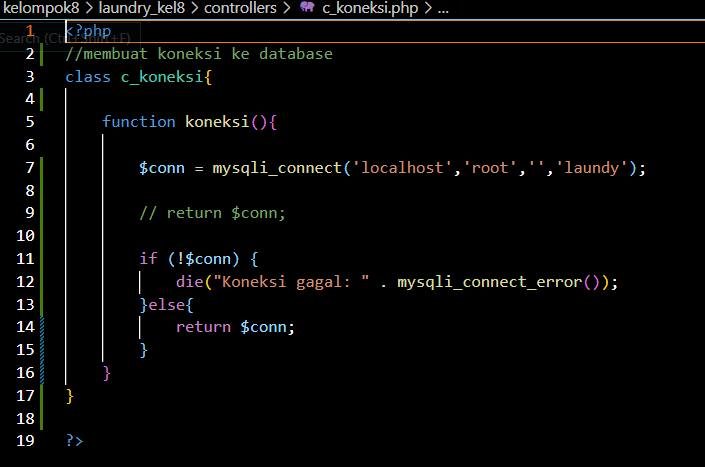 kelompok8 > laundry_kel8 > controllers > c_koneksi.php > ...
1 <?php
Search (Ctrl+Shift+F)
2 //membuat koneksi ke database
3 class c_koneksi{
4
5 function koneksi(){
6
7 $conn = mysqli_connect('localhost','root','','laundy');
8
9 // return $conn;
10
11 if (!$conn) {
12 die("Koneksi gagal: " . mysqli_connect_error());
13 }else{
14 return $conn;
15 }
16 }
17 }
18
19 ?>